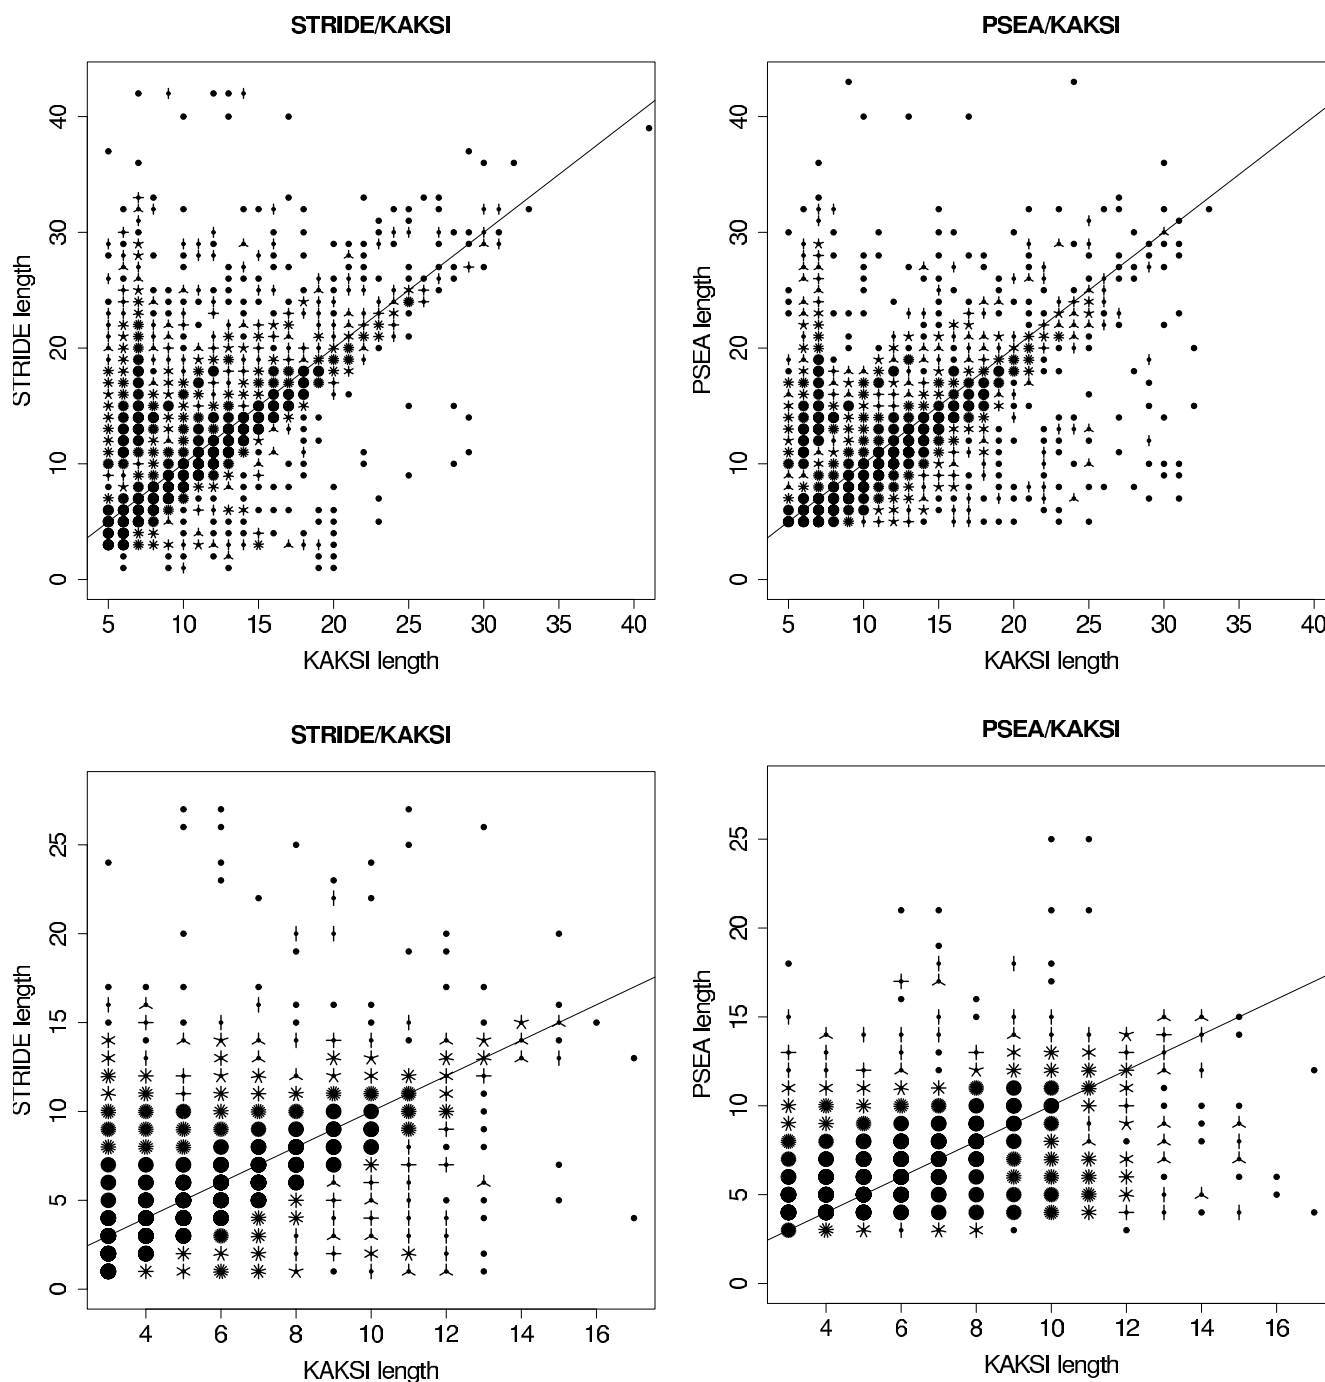 STRIDE/KAKSI
PSEA/KAKSI
STRIDE length
0 10 20 30 40
5 10 15 20 25 30 35 40
KAKSI length
PSEA length
0 10 20 30 40
5 10 15 20 25 30 35 40
KAKSI length
STRIDE/KAKSI
PSEA/KAKSI
STRIDE length
0 5 10 15 20 25
4 6 8 10 12 14 16
KAKSI length
PSEA length
0 5 10 15 20 25
4 6 8 10 12 14 16
KAKSI length